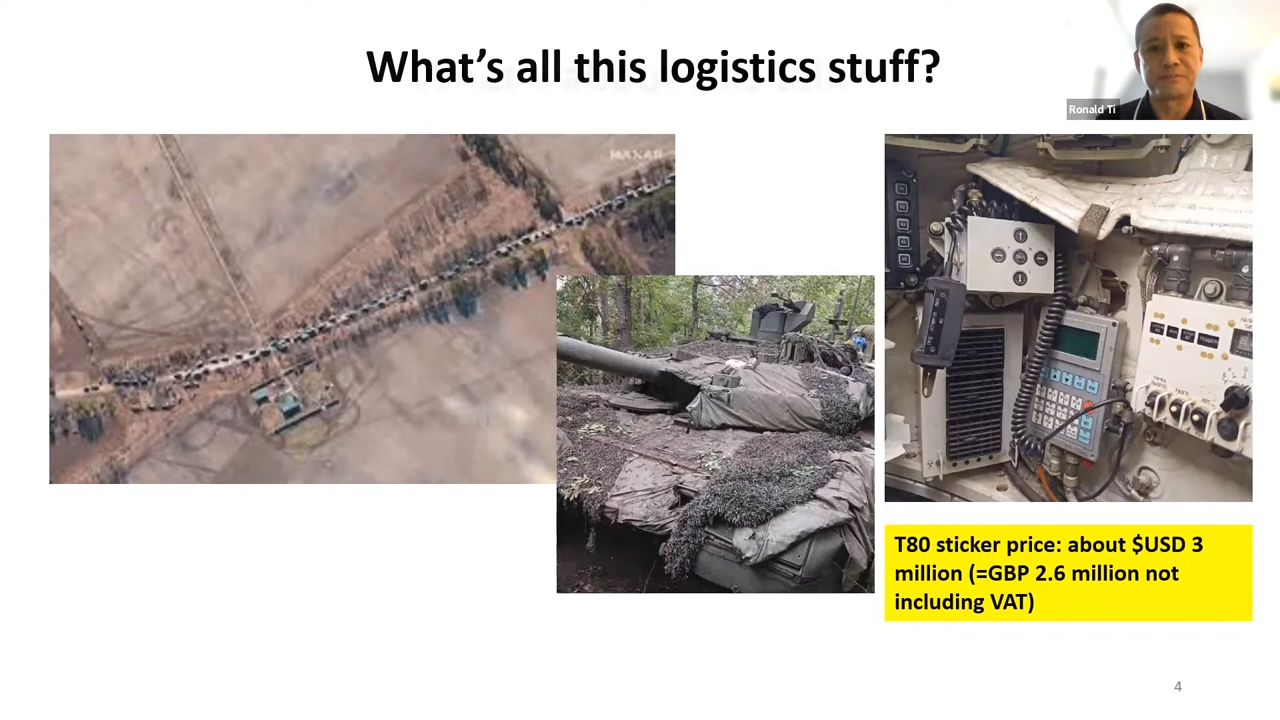 What's all this logistics stuff?
Ronald Ti
MAXAR
T80 sticker price: about $USD 3
million (=GBP 2.6 million not
including VAT)
4